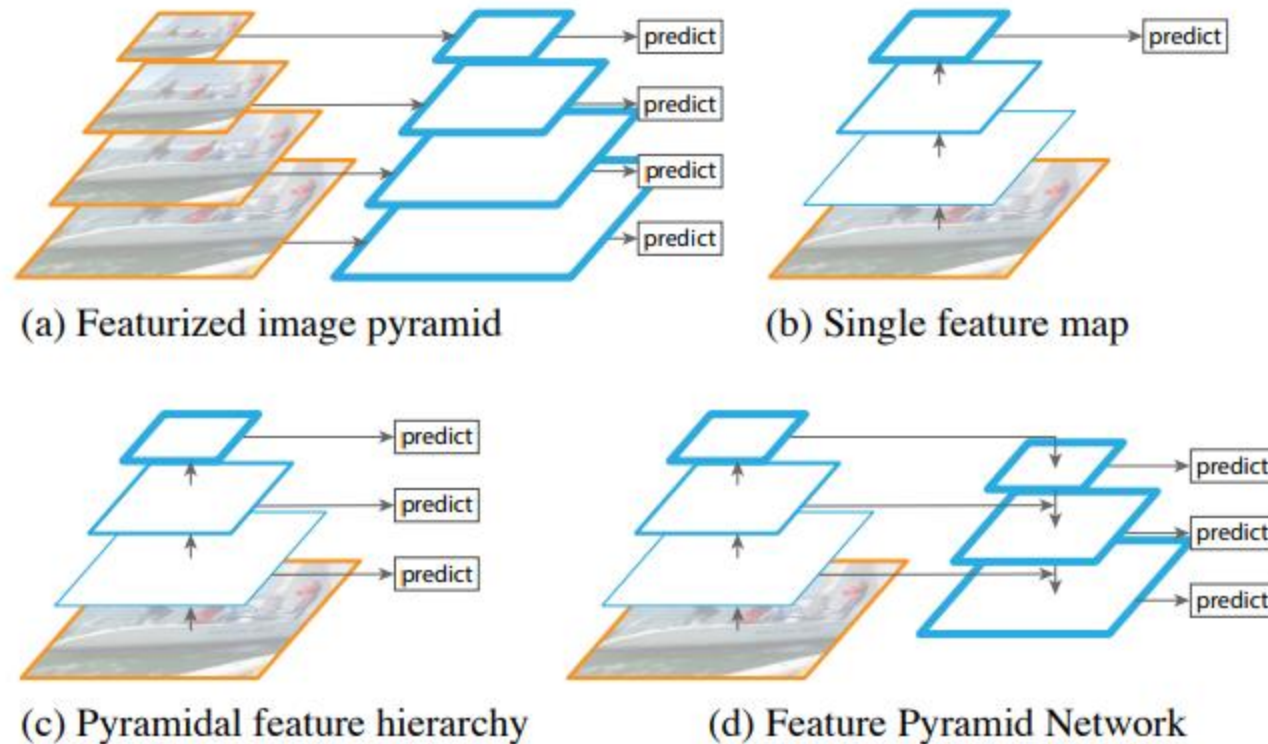 predict
predict
predict
predict
(a) Featurized image pyramid
predict
(b) Single feature map
predict
predict
predict
(c) Pyramidal feature hierarchy
predict
predict
predict
(d) Feature Pyramid Network